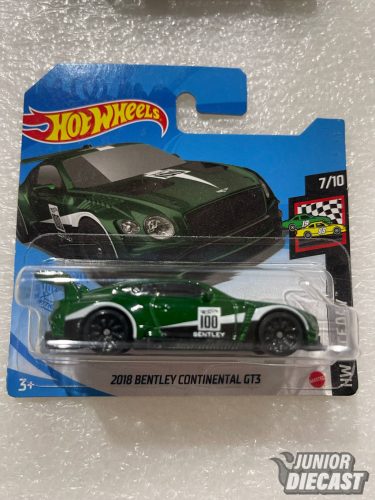 Hot Wheels
7/10
100
BENTLEY
2018 BENTLEY CONTINENTAL GT3
3+
HW
JUNIOR
DIECAST